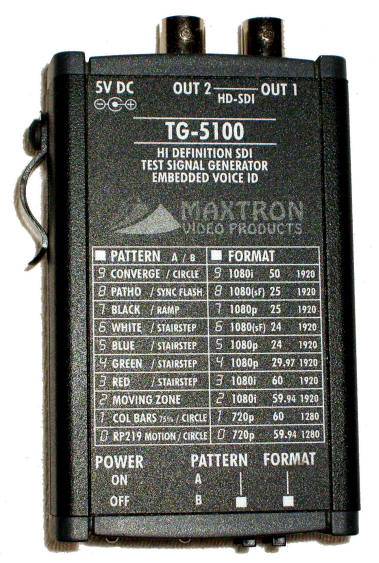 5V DC OUT 2 OUT 1
HD-SDI
TG-5100
HI DEFINITION SDI
TEST SIGNAL GENERATOR
EMBEDDED VOICE ID
MAXTRON
VIDEO PRODUCTS
PATTERN A / B FORMAT
9 CONVERGE / CIRCLE 9 1080i 50 1920
8 PATHO / SYNC FLASH 8 1080(sF) 25 1920
7 BLACK / RAMP 7 1080p 25 1920
6 WHITE / STAIRSTEP 6 1080(sF) 24 1920
5 BLUE / STAIRSTEP 5 1080p 24 1920
4 GREEN / STAIRSTEP 4 1080p 29.97 1920
3 RED / STAIRSTEP 3 1080i 60 1920
2 MOVING ZONE 2 1080i 59.94 1920
1 COL BARS 75% / CIRCLE 1 720p 60 1280
0 RP219 MOTION / CIRCLE 0 720p 59.94 1280
POWER PATTERN FORMAT
ON A
OFF B